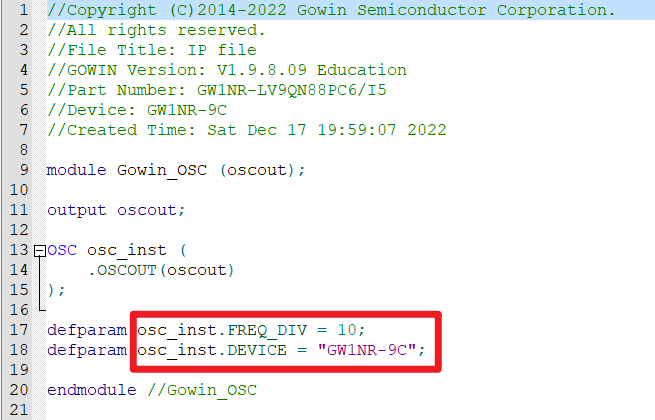 1 //Copyright (C)2014-2022 Gowin Semiconductor Corporation.
2 //All rights reserved.
3 //File Title: IP file
4 //GOWIN Version: V1.9.8.09 Education
5 //Part Number: GW1NR-LV9QN88PC6/I5
6 //Device: GW1NR-9C
7 //Created Time: Sat Dec 17 19:59:07 2022
8
9 module Gowin_OSC (oscout);
10
11 output oscout;
12
13 OSC osc_inst (
14     .OSCOUT(oscout)
15 );
16
17 defparam osc_inst.FREQ_DIV = 10;
18 defparam osc_inst.DEVICE = "GW1NR-9C";
19
20 endmodule //Gowin_OSC
21